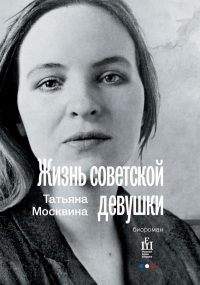 Жизнь советской
девушки
Татьяна
Москвина
биороман